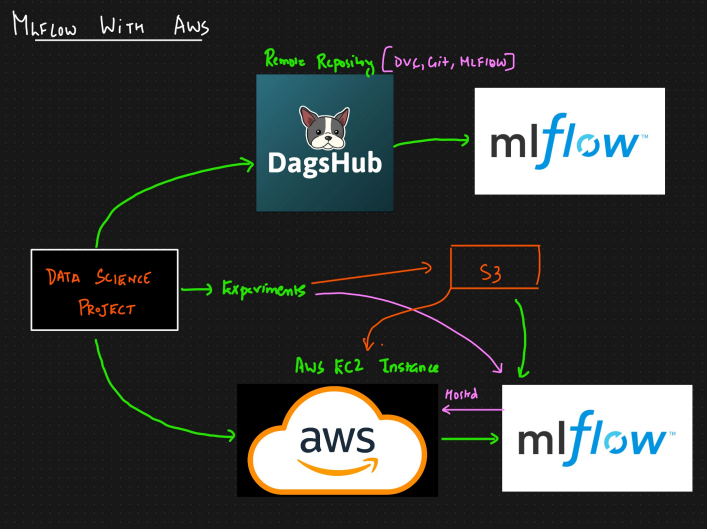 MLFLOW WITH AWS
Remote Repository [DVC, Git, MLFLOW]
DagsHub
mlflow™
DATA SCIENCE
PROJECT
Experiments
S3
AWS EC2 Instance
Hosted
aws
mlflow™